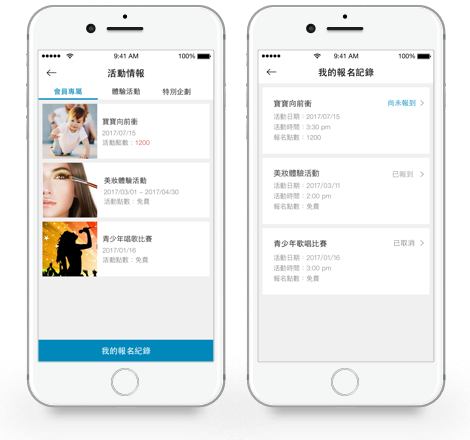 9:41 AM 100%
活動情報
會員專屬 體驗活動 特別企劃
寶寶向前衝
2017/07/15
活動點數：1200
美妝體驗活動
2017/03/01 ~ 2017/04/30
活動點數：免費
青少年唱歌比賽
2017/01/16
活動點數：免費
我的報名紀錄
9:41 AM 100%
我的報名紀錄
寶寶向前衝 尚未報到
活動日期：2017/07/15
活動時間：3:30 pm
報名點數：1200
美妝體驗活動 已報到
活動日期：2017/03/11
活動時間：2:00 pm
報名點數：免費
青少年歌唱比賽 已取消
活動日期：2017/01/16
活動時間：3:00 pm
報名點數：免費